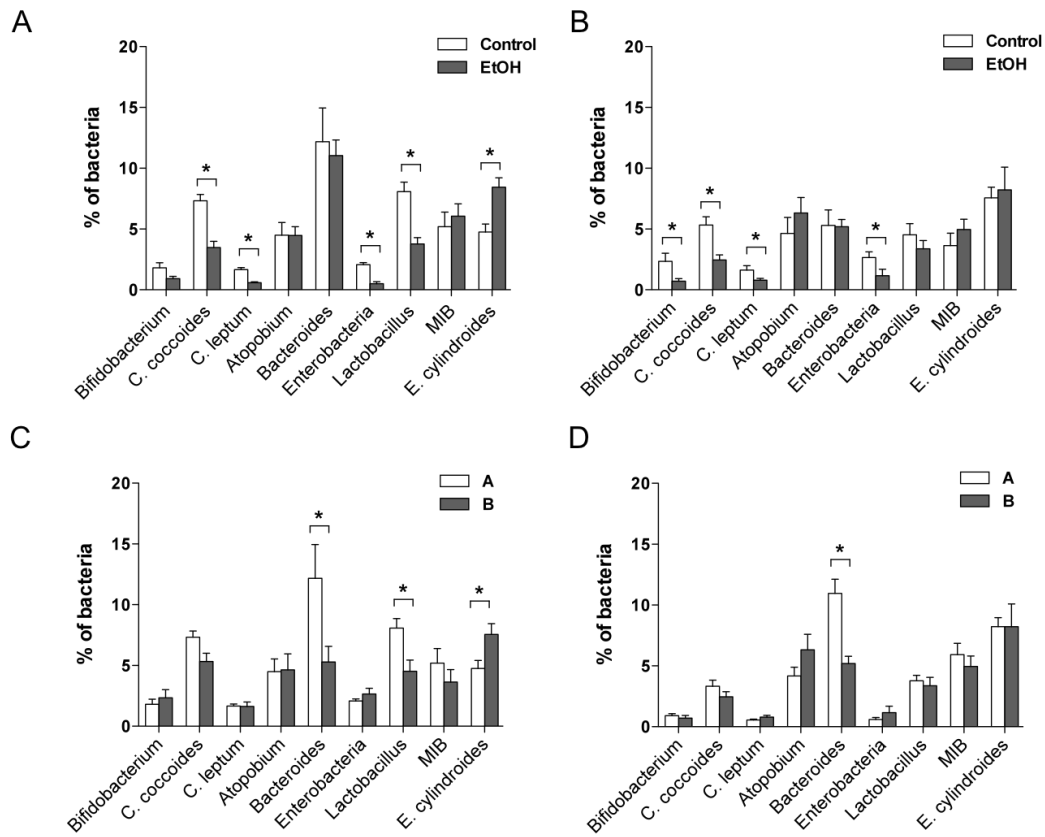 A
Control
EtOH
% of bacteria
20
15
10
5
0
*
*
*
*
*
Bifidobacterium
C. coccoides
C. leptum
Atopobium
Bacteroides
Enterobacteria
Lactobacillus
MIB
E. cylindroides
B
Control
EtOH
% of bacteria
20
15
10
5
0
*
*
*
*
Bifidobacterium
C. coccoides
C. leptum
Atopobium
Bacteroides
Enterobacteria
Lactobacillus
MIB
E. cylindroides
C
A
B
% of bacteria
20
15
10
5
0
*
*
*
Bifidobacterium
C. coccoides
C. leptum
Atopobium
Bacteroides
Enterobacteria
Lactobacillus
MIB
E. cylindroides
D
A
B
% of bacteria
20
15
10
5
0
*
Bifidobacterium
C. coccoides
C. leptum
Atopobium
Bacteroides
Enterobacteria
Lactobacillus
MIB
E. cylindroides